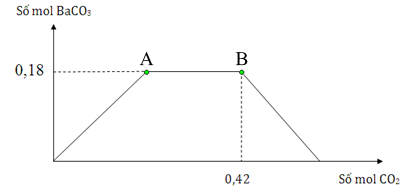 Số mol BaCO₃
A
B
0,18
0,42
Số mol CO₂